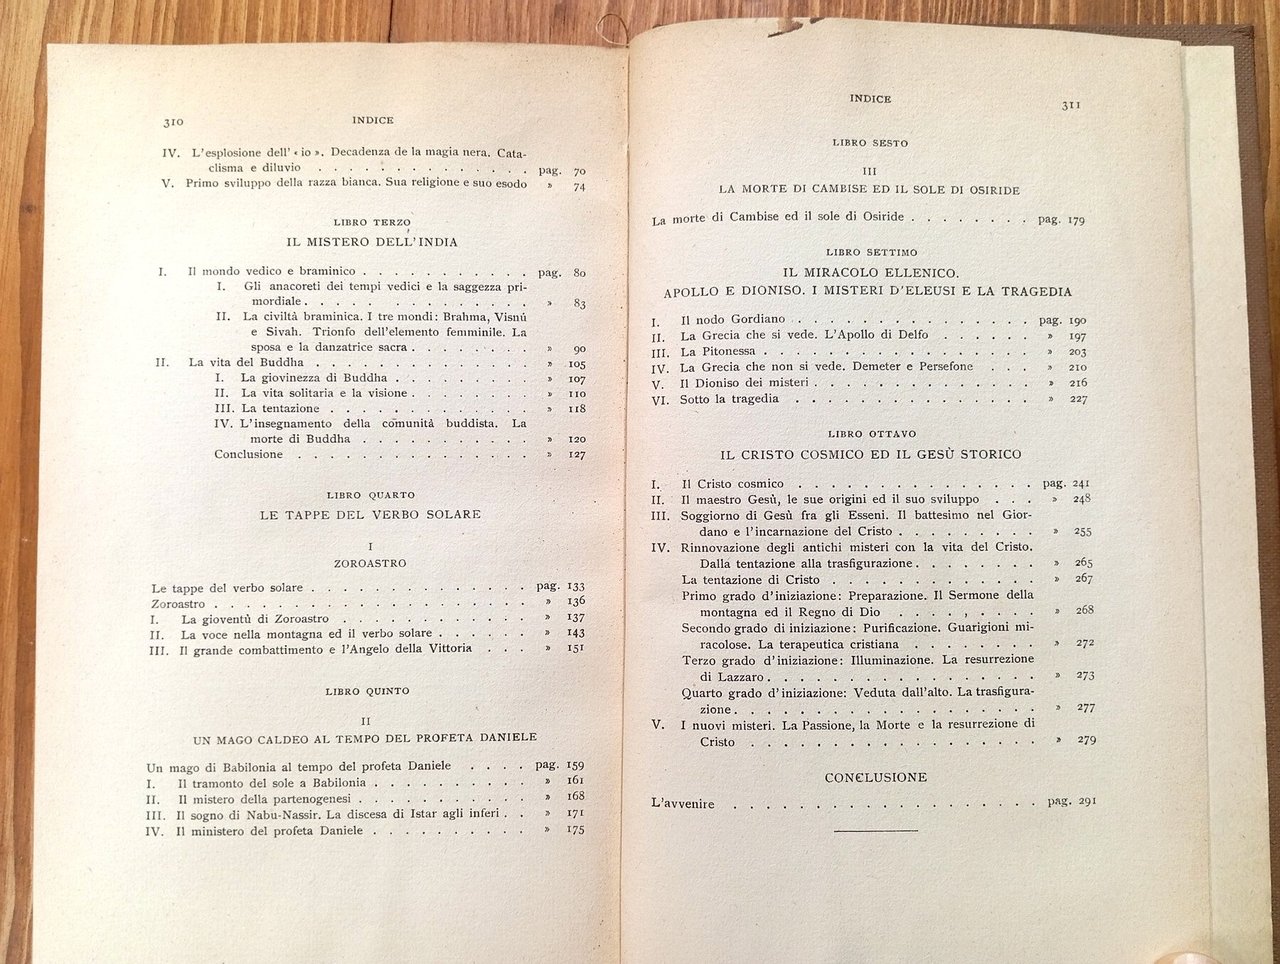 310 INDICE
IV. L'esplosione dell' « io ». Decadenza de la magia nera. Cata-
clisma e diluvio . . . . . . . . . . . . . pag. 70
V. Primo sviluppo della razza bianca. Sua religione e suo esodo » 74
LIBRO TERZO
IL MISTERO DELL'INDIA
I. Il mondo vedico e braminico . . . . . . . . . . . pag. 80
I. Gli anacoreti dei tempi vedici e la saggezza pri-
mordiale . . . . . . . . . . . . . . » 83
II. La civiltà braminica. I tre mondi: Brahma, Visnú
e Sivah. Trionfo dell'elemento femminile. La
sposa e la danzatrice sacra . . . . . . . . » 90
II. La vita del Buddha . . . . . . . . . . . . . . » 105
I. La giovinezza di Buddha . . . . . . . . . » 107
II. La vita solitaria e la visione . . . . . . . . » 110
III. La tentazione . . . . . . . . . . . . . » 118
IV. L'insegnamento della comunità buddista. La
morte di Buddha . . . . . . . . . . . » 120
Conclusione . . . . . . . . . . . . . . . » 127
LIBRO QUARTO
LE TAPPE DEL VERBO SOLARE
I
ZOROASTRO
Le tappe del verbo solare . . . . . . . . . . . . . . pag. 133
Zoroastro . . . . . . . . . . . . . . . . . . . . » 136
I. La gioventù di Zoroastro . . . . . . . . . . . . » 137
II. La voce nella montagna ed il verbo solare . . . . . . » 143
III. Il grande combattimento e l'Angelo della Vittoria . . . » 151
LIBRO QUINTO
II
UN MAGO CALDEO AL TEMPO DEL PROFETA DANIELE
Un mago di Babilonia al tempo del profeta Daniele . . . . pag. 159
I. Il tramonto del sole a Babilonia . . . . . . . . . . » 161
II. Il mistero della partenogenesi . . . . . . . . . . . » 168
III. Il sogno di Nabu-Nassir. La discesa di Istar agli inferi . . » 171
IV. Il ministero del profeta Daniele . . . . . . . . . . » 175
INDICE 311
LIBRO SESTO
III
LA MORTE DI CAMBISE ED IL SOLE DI OSIRIDE
La morte di Cambise ed il sole di Osiride . . . . . . . . pag. 179
LIBRO SETTIMO
IL MIRACOLO ELLENICO.
APOLLO E DIONISO. I MISTERI D'ELEUSI E LA TRAGEDIA
I. Il nodo Gordiano . . . . . . . . . . . . . . . pag. 190
II. La Grecia che si vede. L'Apollo di Delfo . . . . . . » 197
III. La Pitonessa . . . . . . . . . . . . . . . . . » 203
IV. La Grecia che non si vede. Demeter e Persefone . . . » 210
V. Il Dioniso dei misteri . . . . . . . . . . . . . . » 216
VI. Sotto la tragedia . . . . . . . . . . . . . . . » 227
LIBRO OTTAVO
IL CRISTO COSMICO ED IL GESÙ STORICO
I. Il Cristo cosmico . . . . . . . . . . . . . . . pag. 241
II. Il maestro Gesù, le sue origini ed il suo sviluppo . . . » 248
III. Soggiorno di Gesù fra gli Esseni. Il battesimo nel Gior-
dano e l'incarnazione del Cristo . . . . . . . . . » 255
IV. Rinnovazione degli antichi misteri con la vita del Cristo.
Dalla tentazione alla trasfigurazione . . . . . . . . » 265
La tentazione di Cristo . . . . . . . . . . . . . » 267
Primo grado d'iniziazione: Preparazione. Il Sermone della
montagna ed il Regno di Dio . . . . , . . . . » 268
Secondo grado di iniziazione: Purificazione. Guarigioni mi-
racolose. La terapeutica cristiana . . . . . . . . » 272
Terzo grado d'iniziazione: Illuminazione. La resurrezione
di Lazzaro . . . . . . . . . . . . . . . . . » 273
Quarto grado d'iniziazione: Veduta dall'alto. La trasfigura-
zione . . . . . . . . . . . . . . . . . . . » 277
V. I nuovi misteri. La Passione, la Morte e la resurrezione di
Cristo . . . . . . . . . . . . . . . . . . » 279
CONCLUSIONE
L'avvenire . . . . . . . . . . . . . . . . . . . pag. 291